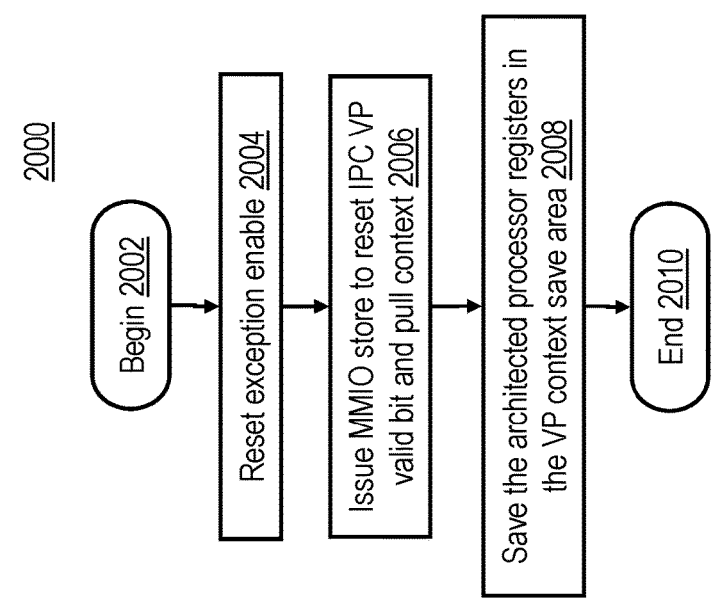 2000
Begin 2002
Reset exception enable 2004
Issue MMIO store to reset IPC VP
valid bit and pull context 2006
Save the architected processor registers in
the VP context save area 2008
End 2010